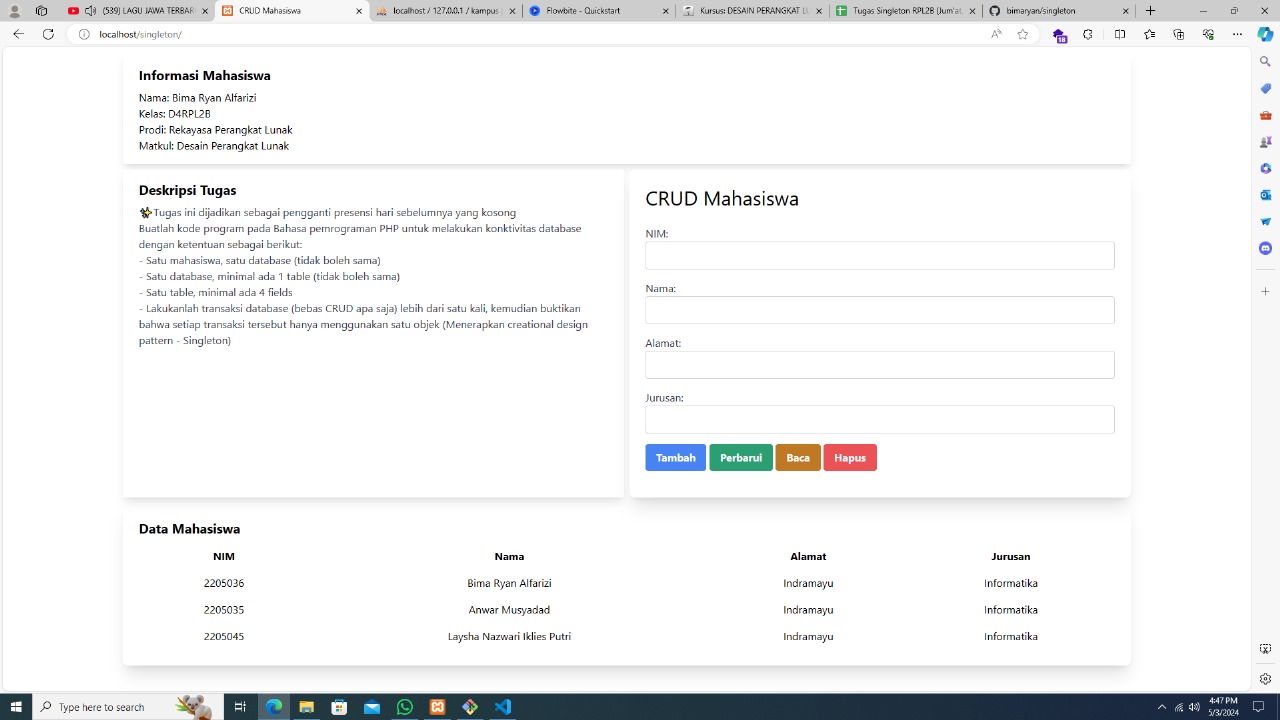 (539) LAGU JAWA TERBAR
CRUD Mahasiswa
localhost / 127.0.0.1 / kampus |
Flowbite - Quickstart
Kursus: DESAIN PERANGKAT LU
Tugas Singleton RPL2B (Jum'at.
bimaryan/singleton
localhost/singleton/
18
Informasi Mahasiswa
Nama: Bima Ryan Alfarizi
Kelas: D4RPL2B
Prodi: Rekayasa Perangkat Lunak
Matkul: Desain Perangkat Lunak
Deskripsi Tugas
Tugas ini dijadikan sebagai pengganti presensi hari sebelumnya yang kosong
Buatlah kode program pada Bahasa pemrograman PHP untuk melakukan konktivitas database
dengan ketentuan sebagai berikut:
- Satu mahasiswa, satu database (tidak boleh sama)
- Satu database, minimal ada 1 table (tidak boleh sama)
- Satu table, minimal ada 4 fields
- Lakukanlah transaksi database (bebas CRUD apa saja) lebih dari satu kali, kemudian buktikan
bahwa setiap transaksi tersebut hanya menggunakan satu objek (Menerapkan creational design
pattern - Singleton)
CRUD Mahasiswa
NIM:
Nama:
Alamat:
Jurusan:
Tambah Perbarui Baca Hapus
Data Mahasiswa
NIM Nama Alamat Jurusan
2205036 Bima Ryan Alfarizi Indramayu Informatika
2205035 Anwar Musyadad Indramayu Informatika
2205045 Laysha Nazwari Iklies Putri Indramayu Informatika
Type here to search
4:47 PM
5/3/2024